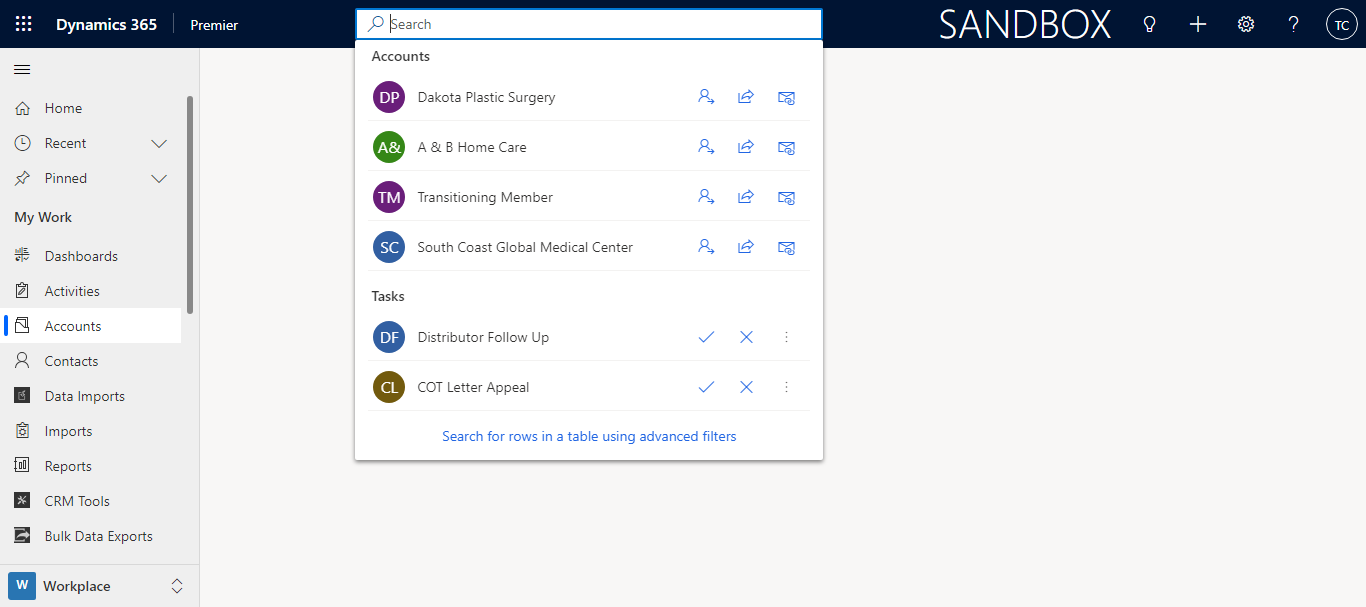 Dynamics 365
Premier
Search
SANDBOX
TC
Accounts
DP Dakota Plastic Surgery
A& A & B Home Care
TM Transitioning Member
SC South Coast Global Medical Center
Tasks
DF Distributor Follow Up
CL COT Letter Appeal
Search for rows in a table using advanced filters
Home
Recent
Pinned
My Work
Dashboards
Activities
Accounts
Contacts
Data Imports
Imports
Reports
CRM Tools
Bulk Data Exports
W Workplace